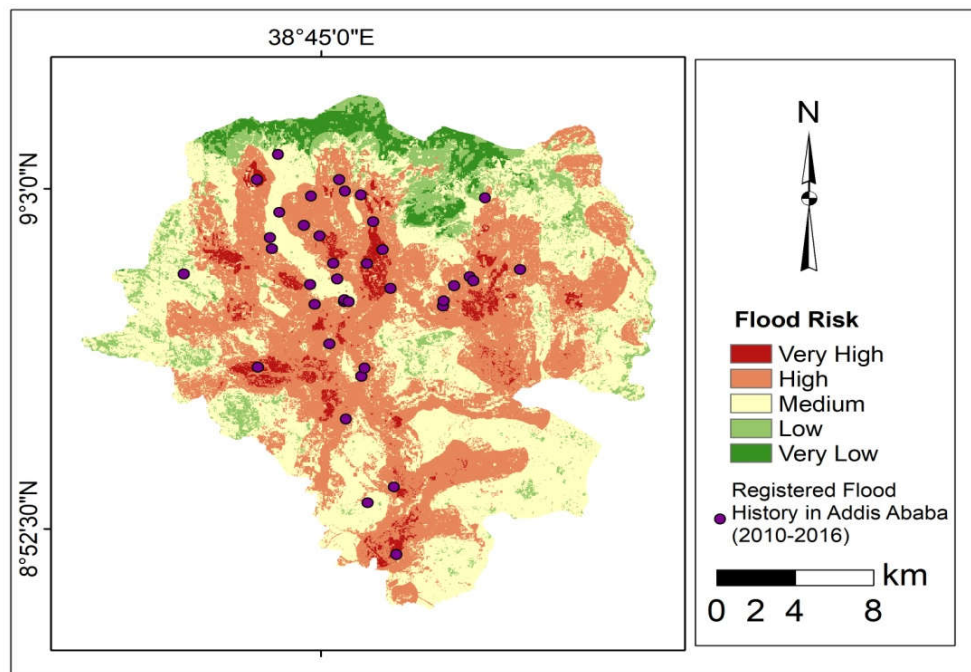 38°45'0"E
9°3'0"N
8°52'30"N
N
Flood Risk
Very High
High
Medium
Low
Very Low
Registered Flood
History in Addis Ababa
(2010-2016)
km
0 2 4 8